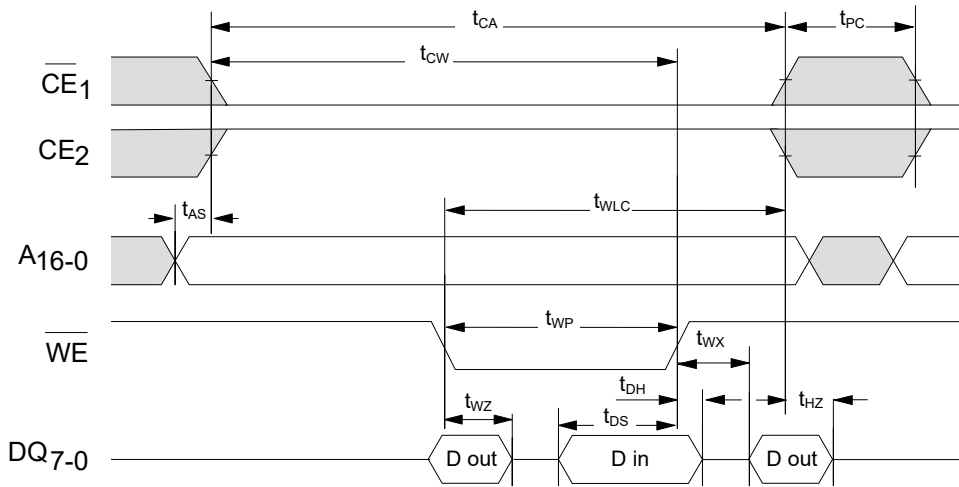 tCA
tPC
tCW
CE1
CE2
tAS
tWLC
A16-0
tWP
WE
tWX
tDH
tWZ
tDS
tHZ
DQ7-0
D out
D in
D out